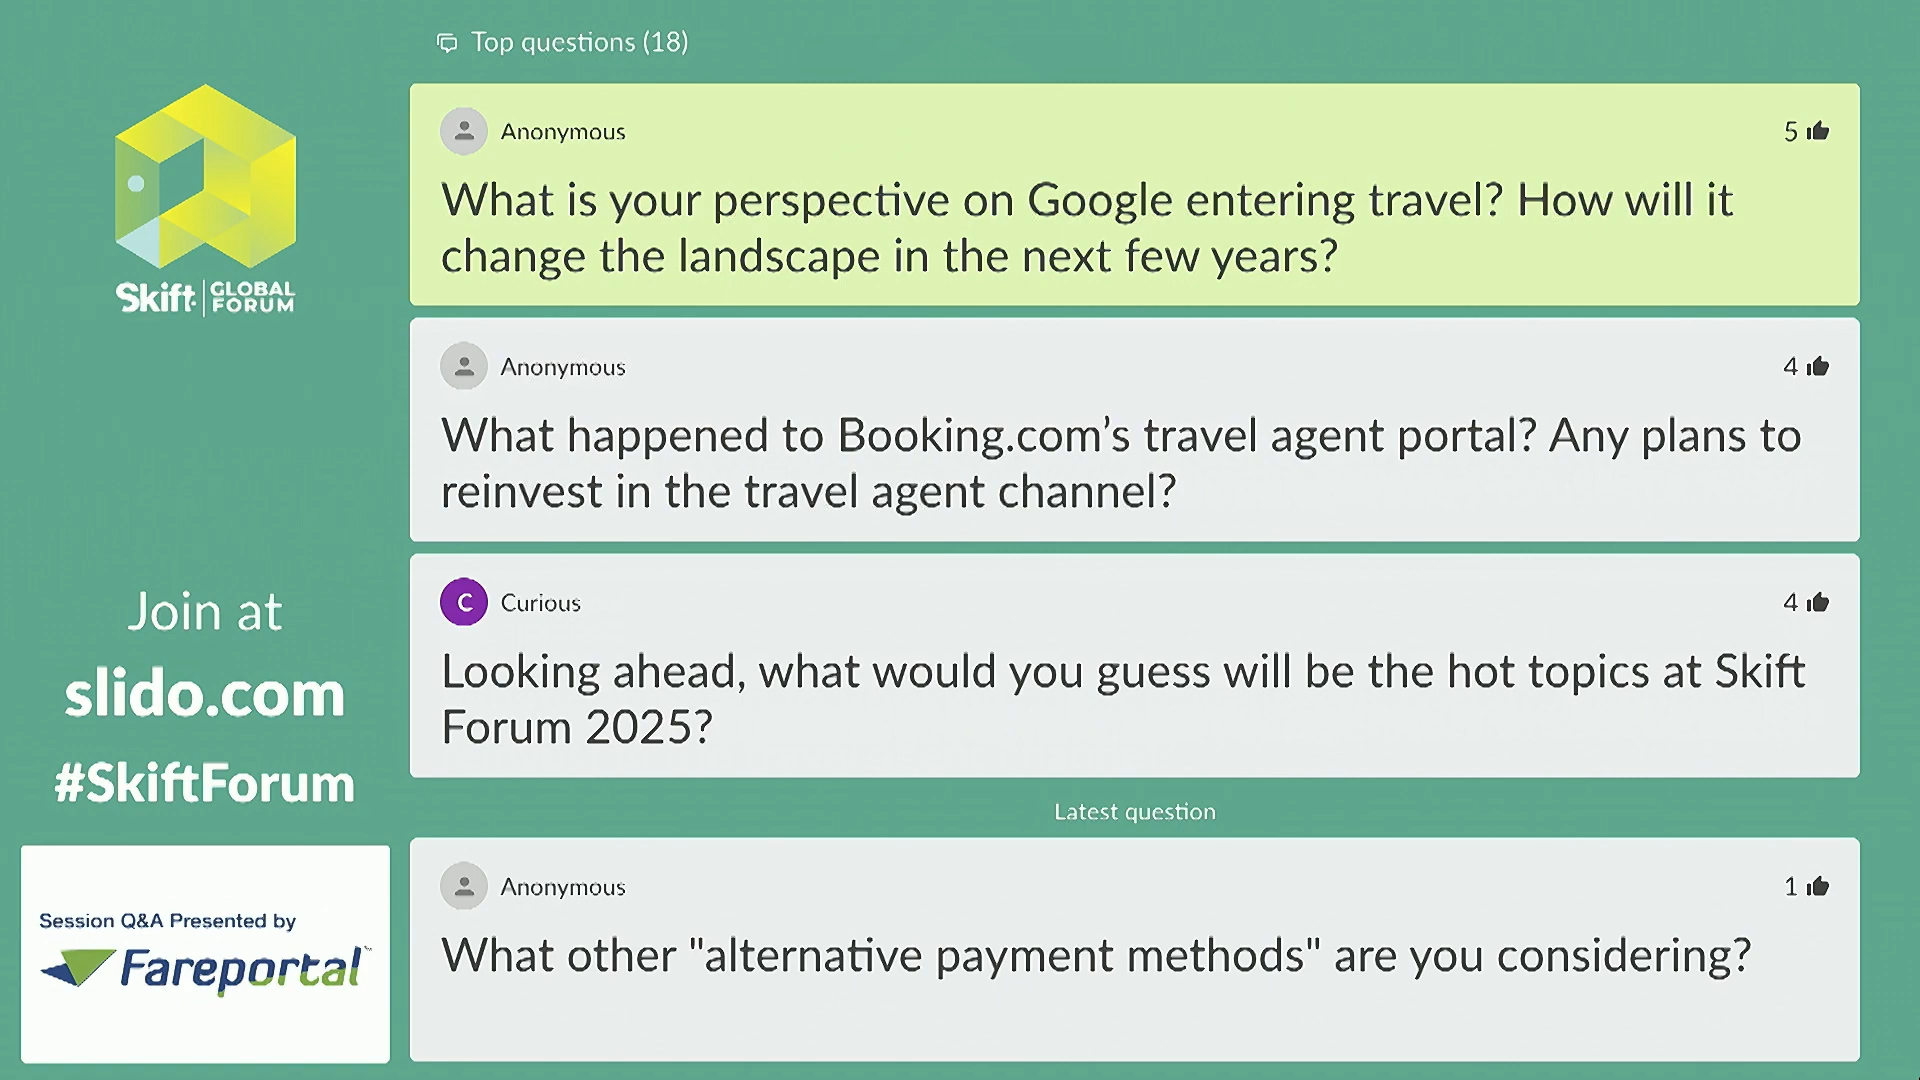 Top questions (18)
Anonymous
5
What is your perspective on Google entering travel? How will it
change the landscape in the next few years?
Anonymous
4
What happened to Booking.com’s travel agent portal? Any plans to
reinvest in the travel agent channel?
C
Curious
4
Looking ahead, what would you guess will be the hot topics at Skift
Forum 2025?
Latest question
Anonymous
1
What other "alternative payment methods" are you considering?
Skift
GLOBAL
FORUM
Join at
slido.com
#SkiftForum
Session Q&A Presented by
Fareportal™